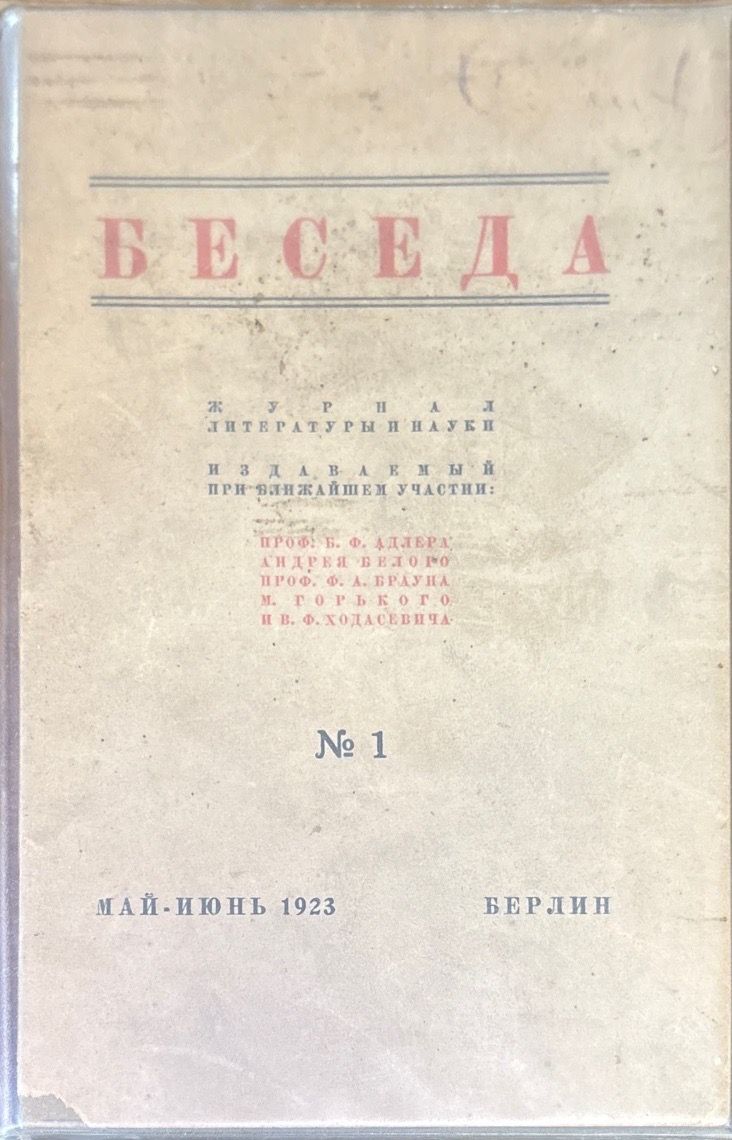 БЕСЕДА
ЖУРНАЛ
ЛИТЕРАТУРЫ И НАУКИ
ИЗДАВАЕМЫЙ
ПРИ БЛИЖАЙШЕМ УЧАСТИИ:
ПРОФ. Б. Ф. АДЛЕРА,
АНДРЕЯ БЕЛОГО
ПРОФ. Ф. А. БРАУНА
М. ГОРЬКОГО
И В. Ф. ХОДАСЕВИЧА
№ 1
МАЙ-ИЮНЬ 1923 БЕРЛИН